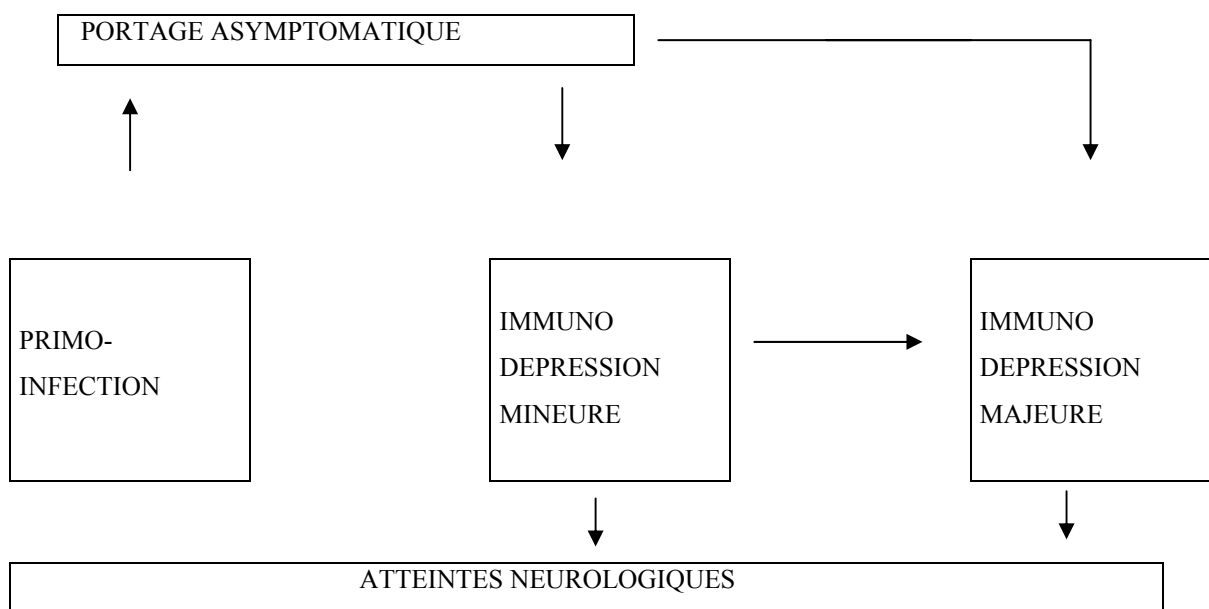 PORTAGE ASYMPTOMATIQUE
PRIMO-
INFECTION
IMMUNO
DEPRESSION
MINEURE
IMMUNO
DEPRESSION
MAJEURE
ATTEINTES NEUROLOGIQUES